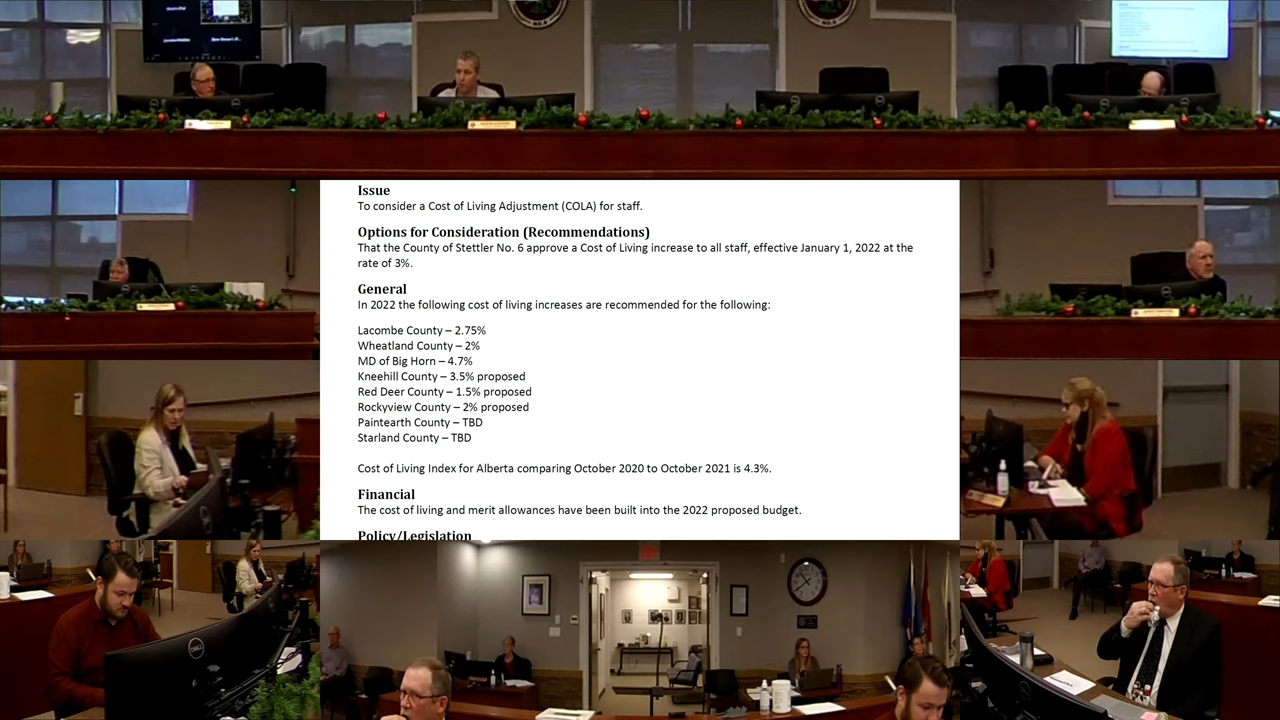 NO. 6
NO. 6
Issue
To consider a Cost of Living Adjustment (COLA) for staff.
Options for Consideration (Recommendations)
That the County of Stettler No. 6 approve a Cost of Living increase to all staff, effective January 1, 2022 at the
rate of 3%.
General
In 2022 the following cost of living increases are recommended for the following:
Lacombe County – 2.75%
Wheatland County – 2%
MD of Big Horn – 4.7%
Kneehill County – 3.5% proposed
Red Deer County – 1.5% proposed
Rockyview County – 2% proposed
Paintearth County – TBD
Starland County – TBD
Cost of Living Index for Alberta comparing October 2020 to October 2021 is 4.3%.
Financial
The cost of living and merit allowances have been built into the 2022 proposed budget.
Policy/Legislation
DELL